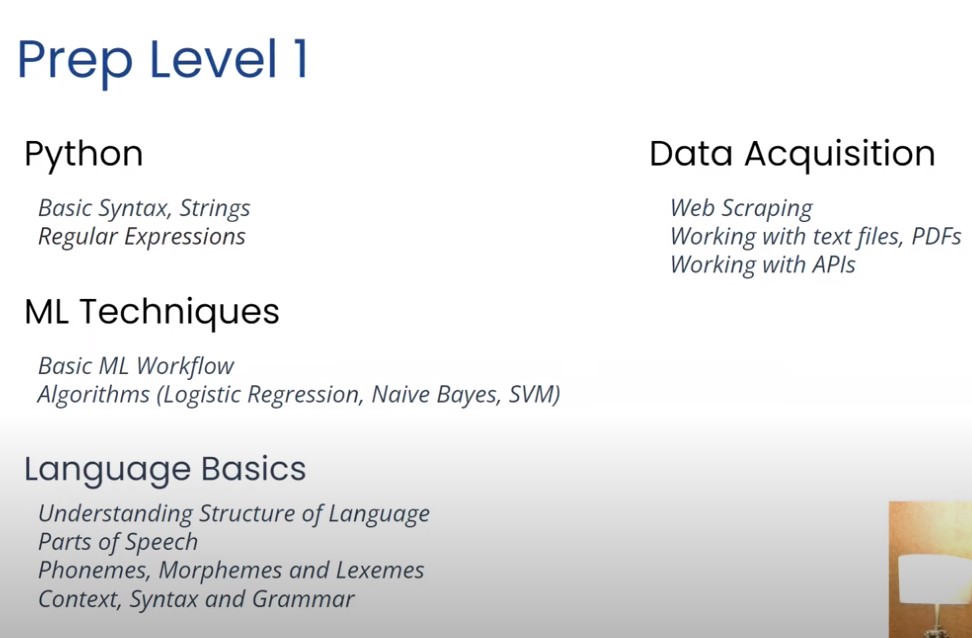 Prep Level 1
Python
Basic Syntax, Strings
Regular Expressions
ML Techniques
Basic ML Workflow
Algorithms (Logistic Regression, Naive Bayes, SVM)
Language Basics
Understanding Structure of Language
Parts of Speech
Phonemes, Morphemes and Lexemes
Context, Syntax and Grammar
Data Acquisition
Web Scraping
Working with text files, PDFs
Working with APIs